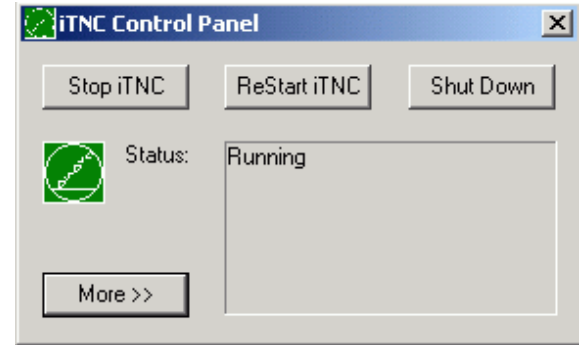 iTNC Control Panel
Stop iTNC
ReStart iTNC
Shut Down
Status:
Running
More >>